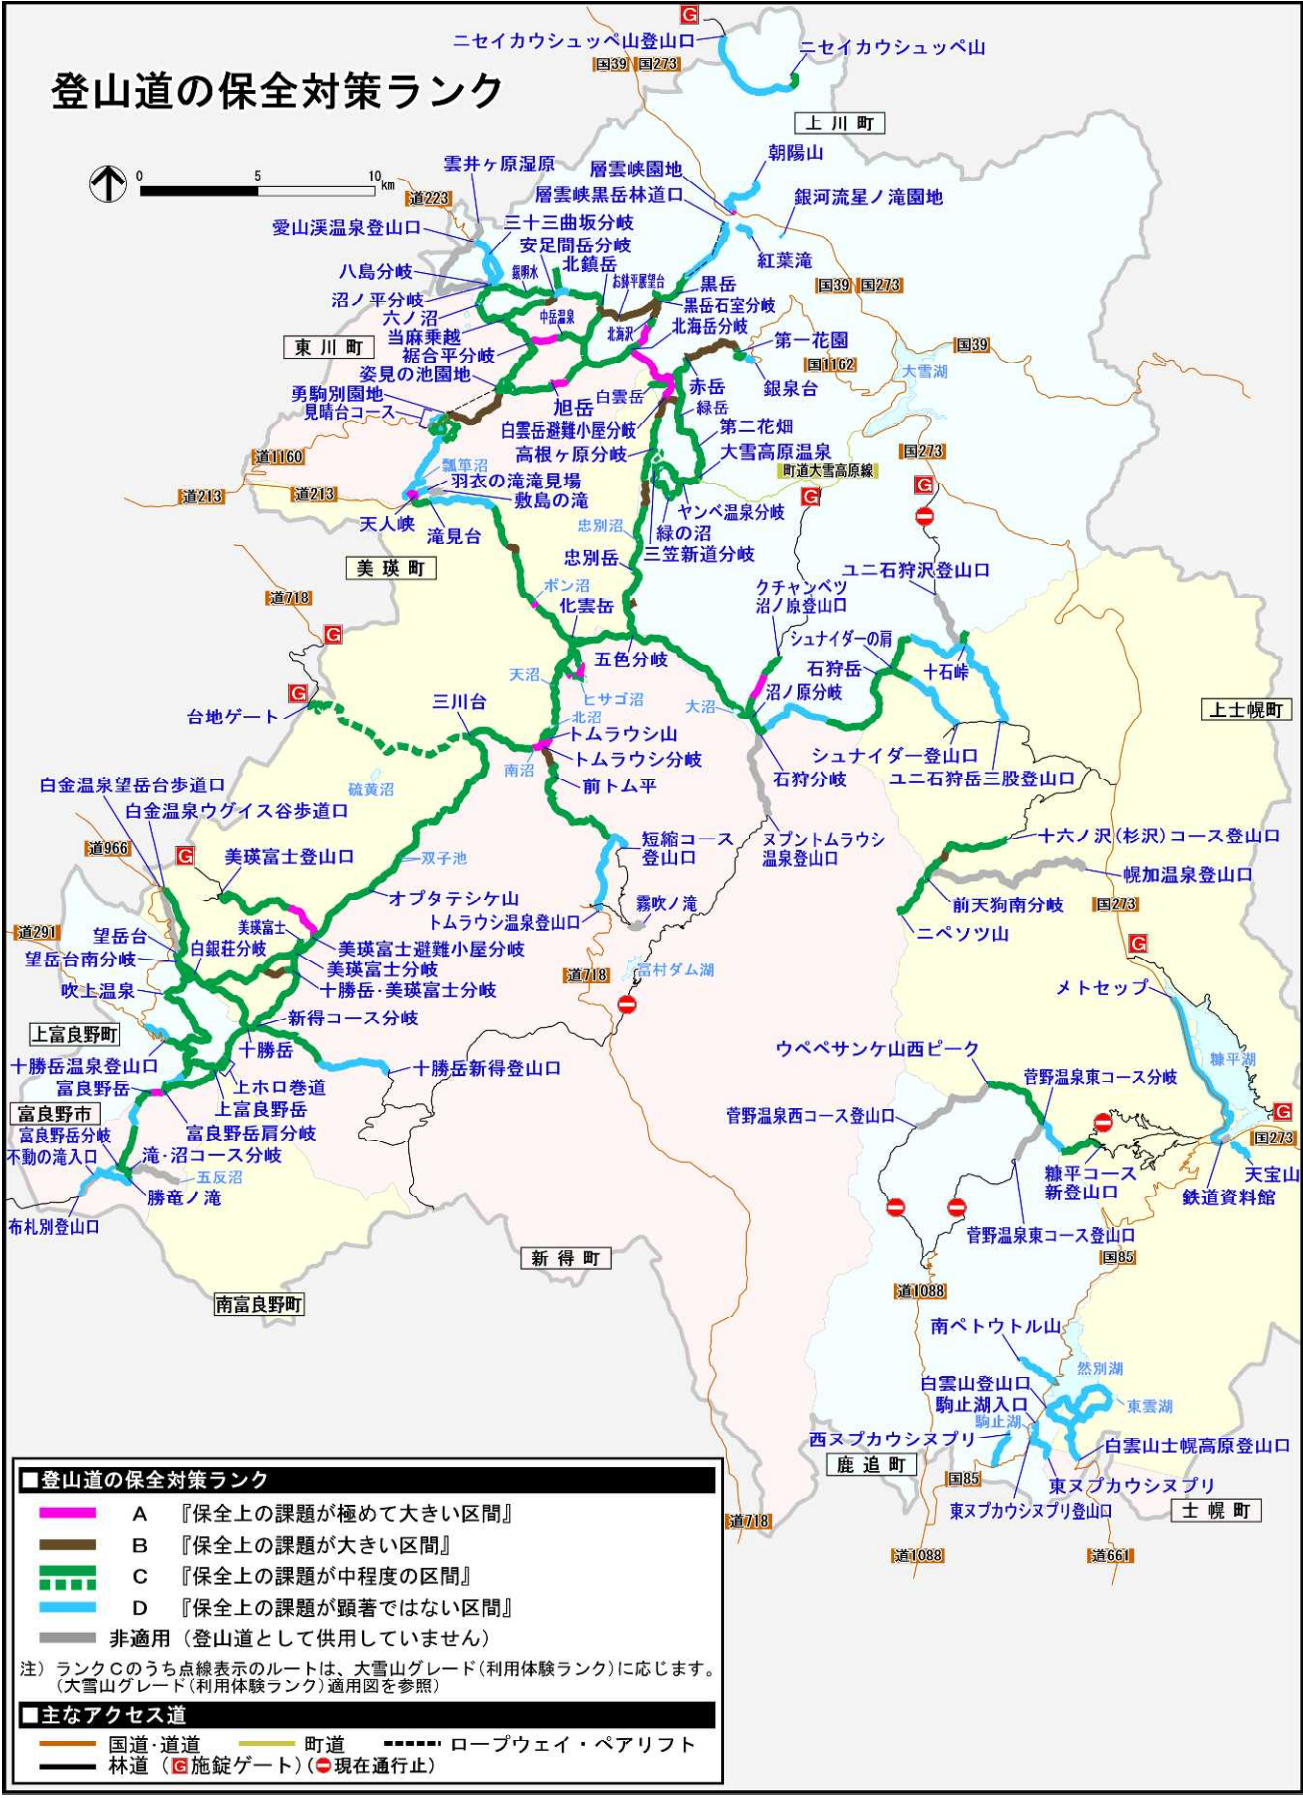 登山道の保全対策ランク
0 5 10 km
G
ニセイカウシュッペ山登山口
ニセイカウシュッペ山
国39 国273
上川町
雲井ヶ原湿原
層雲峡園地
朝陽山
道223
層雲峡黒岳林道口
銀河流星ノ滝園地
愛山渓温泉登山口
三十三曲坂分岐
安足間岳分岐
紅葉滝
八島分岐
銀明水
北鎮岳
お鉢平展望台
黒岳
国39 国273
沼ノ平分岐
黒岳石室分岐
六ノ沼
中岳温泉
北海沢
北海岳分岐
当麻乗越
東川町
裾合平分岐
第一花園
国39
国1162
大雪湖
姿見の池園地
銀泉台
勇駒別園地
旭岳
白雲岳
赤岳
見晴台コース
緑岳
白雲岳避難小屋分岐
第二花畑
高根ヶ原分岐
大雪高原温泉
国273
道1160
瓢箪沼
町道大雪高原線
羽衣の滝滝見場
道213
道213
敷島の滝
G
G
ヤンベ温泉分岐
天人峡
滝見台
忠別沼
緑の沼
三笠新道分岐
忠別岳
美瑛町
ユニ石狩沢登山口
ポン沼
クチャンベツ
沼ノ原登山口
道718
化雲岳
G
シュナイダーの肩
五色分岐
石狩岳
十石峠
天沼
ヒサゴ沼
沼ノ原分岐
G
三川台
大沼
上士幌町
台地ゲート
北沼
トムラウシ山
シュナイダー登山口
トムラウシ分岐
南沼
石狩分岐
ユニ石狩岳三股登山口
前トム平
白金温泉望岳台歩道口
硫黄沼
白金温泉ウグイス谷歩道口
短縮コース
登山口
ヌプントムラウシ
温泉登山口
十六ノ沢(杉沢)コース登山口
道966
G
美瑛富士登山口
双子池
幌加温泉登山口
オプタテシケ山
霧吹ノ滝
前天狗南分岐
国273
トムラウシ温泉登山口
美瑛富士
道291
望岳台
白銀荘分岐
美瑛富士避難小屋分岐
ニペソツ山
G
望岳台南分岐
美瑛富士分岐
道718
富村ダム湖
吹上温泉
十勝岳・美瑛富士分岐
メトセップ
新得コース分岐
上富良野町
十勝岳
ウペペサンケ山西ピーク
糠平湖
十勝岳温泉登山口
十勝岳新得登山口
菅野温泉東コース分岐
富良野岳
上ホロ巻道
富良野市
上富良野岳
菅野温泉西コース登山口
G
富良野岳分岐
富良野岳肩分岐
国273
不動の滝入口
滝・沼コース分岐
糠平コース
新登山口
天宝山
五反沼
鉄道資料館
勝竜ノ滝
布札別登山口
菅野温泉東コース登山口
新得町
国85
道1088
南富良野町
南ペトウトル山
然別湖
白雲山登山口
駒止湖入口
東雲湖
駒止湖
西ヌプカウシヌプリ
白雲山士幌高原登山口
鹿追町
国85
東ヌプカウシヌプリ
東ヌプカウシヌプリ登山口
士幌町
道718
道1088
道661
■登山道の保全対策ランク
A 『保全上の課題が極めて大きい区間』
B 『保全上の課題が大きい区間』
C 『保全上の課題が中程度の区間』
D 『保全上の課題が顕著ではない区間』
非適用（登山道として供用していません）
注）ランクCのうち点線表示のルートは、大雪山グレード(利用体験ランク)に応じます。
(大雪山グレード(利用体験ランク)適用図を参照)
■主なアクセス道
国道・道道 町道 ロープウェイ・ペアリフト
林道（G施錠ゲート）（現在通行止）